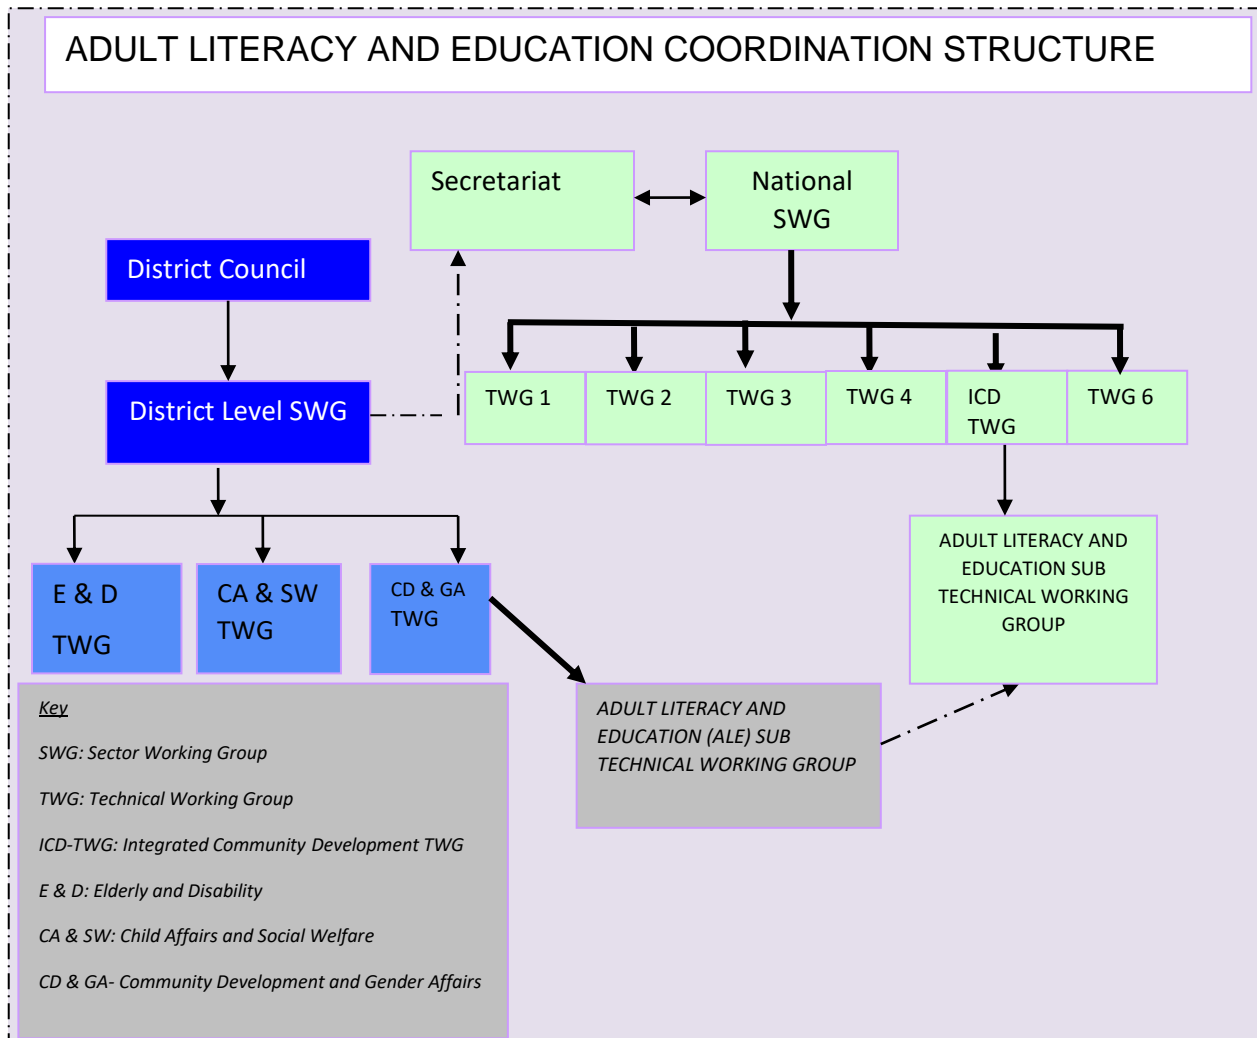 ADULT LITERACY AND EDUCATION COORDINATION STRUCTURE
Secretariat
National
SWG
District Council
District Level SWG
TWG 1
TWG 2
TWG 3
TWG 4
ICD
TWG
TWG 6
ADULT LITERACY AND
EDUCATION SUB
TECHNICAL WORKING
GROUP
E & D
TWG
CA & SW
TWG
CD & GA
TWG
ADULT LITERACY AND
EDUCATION (ALE) SUB
TECHNICAL WORKING GROUP
Key
SWG: Sector Working Group
TWG: Technical Working Group
ICD-TWG: Integrated Community Development TWG
E & D: Elderly and Disability
CA & SW: Child Affairs and Social Welfare
CD & GA- Community Development and Gender Affairs